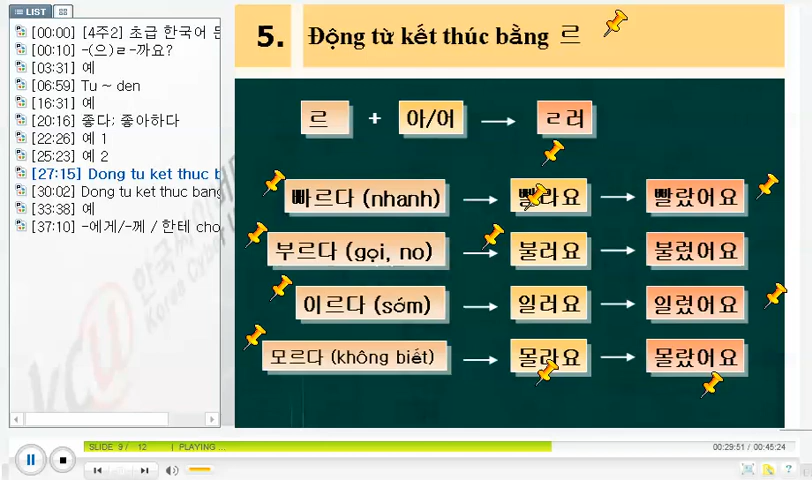 LIST
[00:00] [4주2] 초급 한국어 문
[00:10] -(으)ㄹ-까요?
[03:31] 예
[06:59] Tu ~ den
[16:31] 예
[20:16] 좋다; 좋아하다
[22:26] 예 1
[25:23] 예 2
[27:15] Dong tu ket thuc b
[30:02] Dong tu ket thuc bang
[33:38] 예
[37:10] -에게/-께 / 한테 cho
5. Động từ kết thúc bằng 르
르 + 아/어 → ㄹ러
빠르다 (nhanh) → 빨라요 → 빨랐어요
부르다 (gọi, no) → 불러요 → 불렀어요
이르다 (sớm) → 일러요 → 일렀어요
모르다 (không biết) → 몰라요 → 몰랐어요
SLIDE 9 / 12 | PLAYING ...
00:29:51 / 00:45:24